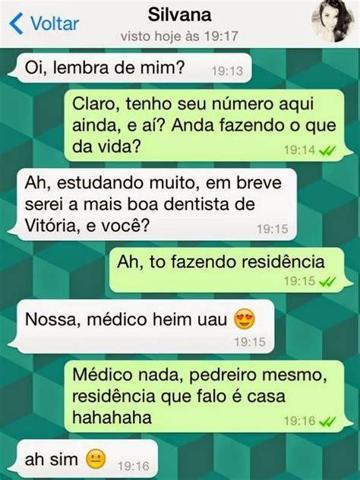 Voltar
Silvana
visto hoje às 19:17
Oi, lembra de mim?
19:13
Claro, tenho seu número aqui
ainda, e aí? Anda fazendo o que
da vida?
19:14
Ah, estudando muito, em breve
serei a mais boa dentista de
Vitória, e você?
19:15
Ah, to fazendo residência
19:15
Nossa, médico heim uau 😍
19:15
Médico nada, pedreiro mesmo,
residência que falo é casa
hahahaha
19:16
ah sim 😐
19:16